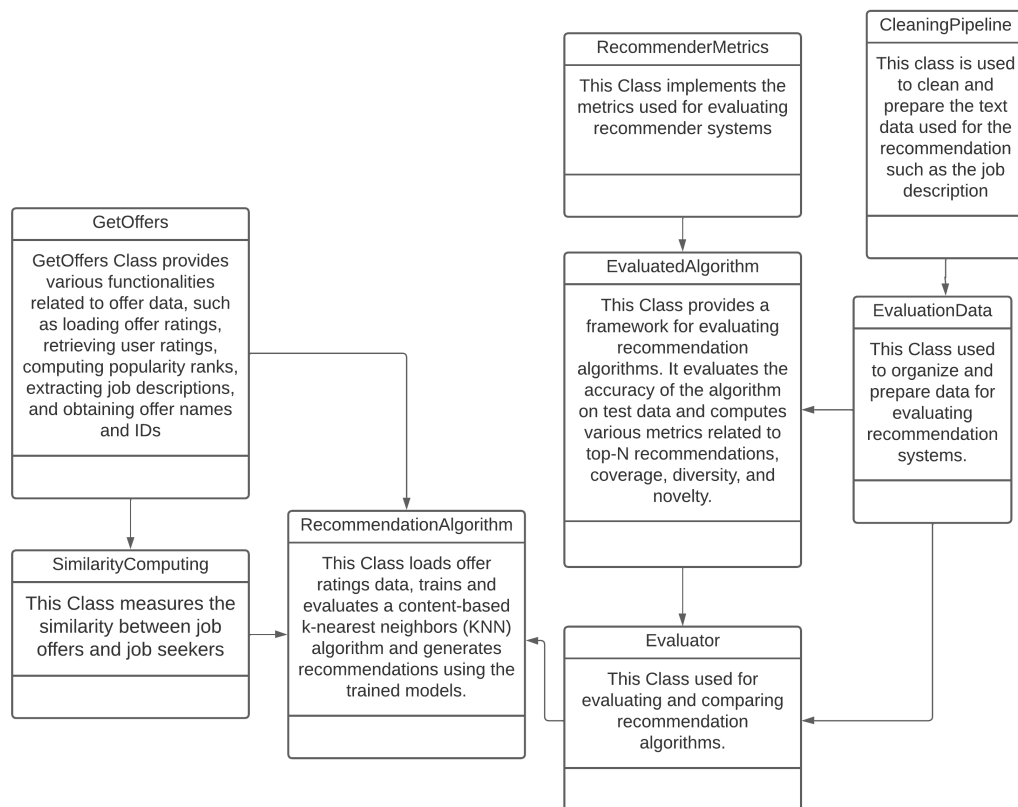 CleaningPipeline
This class is used
to clean and
prepare the text
data used for the
recommendation
such as the job
description
RecommenderMetrics
This Class implements the
metrics used for evaluating
recommender systems
GetOffers
GetOffers Class provides
various functionalities
related to offer data, such
as loading offer ratings,
retrieving user ratings,
computing popularity ranks,
extracting job descriptions,
and obtaining offer names
and IDs
EvaluatedAlgorithm
This Class provides a
framework for evaluating
recommendation
algorithms. It evaluates the
accuracy of the algorithm
on test data and computes
various metrics related to
top-N recommendations,
coverage, diversity, and
novelty.
EvaluationData
This Class used
to organize and
prepare data for
evaluating
recommendation
systems.
SimilarityComputing
This Class measures the
similarity between job
offers and job seekers
RecommendationAlgorithm
This Class loads offer
ratings data, trains and
evaluates a content-based
k-nearest neighbors (KNN)
algorithm and generates
recommendations using the
trained models.
Evaluator
This Class used for
evaluating and comparing
recommendation
algorithms.